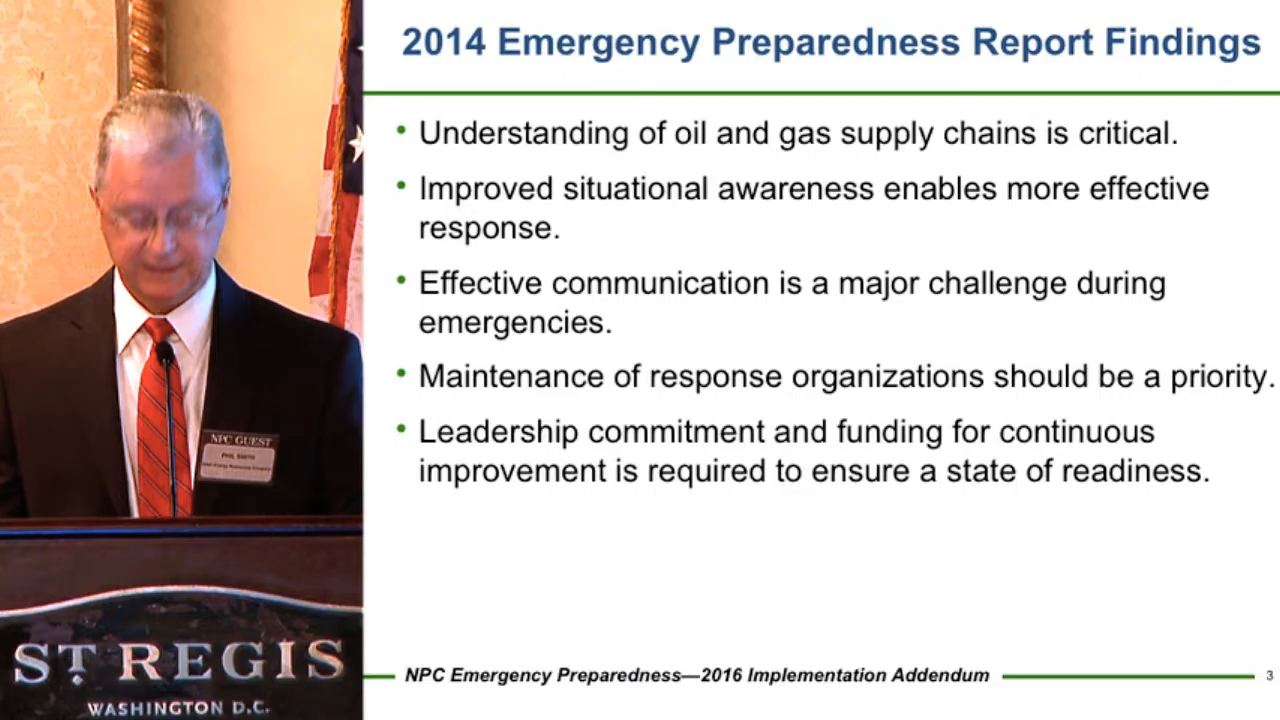 2014 Emergency Preparedness Report Findings
• Understanding of oil and gas supply chains is critical.
• Improved situational awareness enables more effective
response.
• Effective communication is a major challenge during
emergencies.
• Maintenance of response organizations should be a priority.
• Leadership commitment and funding for continuous
improvement is required to ensure a state of readiness.
NPC Emergency Preparedness—2016 Implementation Addendum
3
NPC GUEST
PHIL SMITH
ST. REGIS
WASHINGTON D.C.